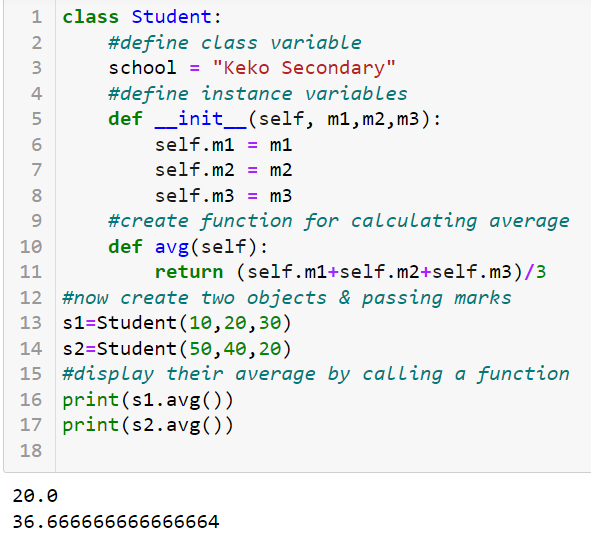 1 class Student:
2     #define class variable
3     school = "Keko Secondary"
4     #define instance variables
5     def __init__(self, m1,m2,m3):
6         self.m1 = m1
7         self.m2 = m2
8         self.m3 = m3
9     #create function for calculating average
10     def avg(self):
11         return (self.m1+self.m2+self.m3)/3
12 #now create two objects & passing marks
13 s1=Student(10,20,30)
14 s2=Student(50,40,20)
15 #display their average by calling a function
16 print(s1.avg())
17 print(s2.avg())
18
20.0
36.666666666666664